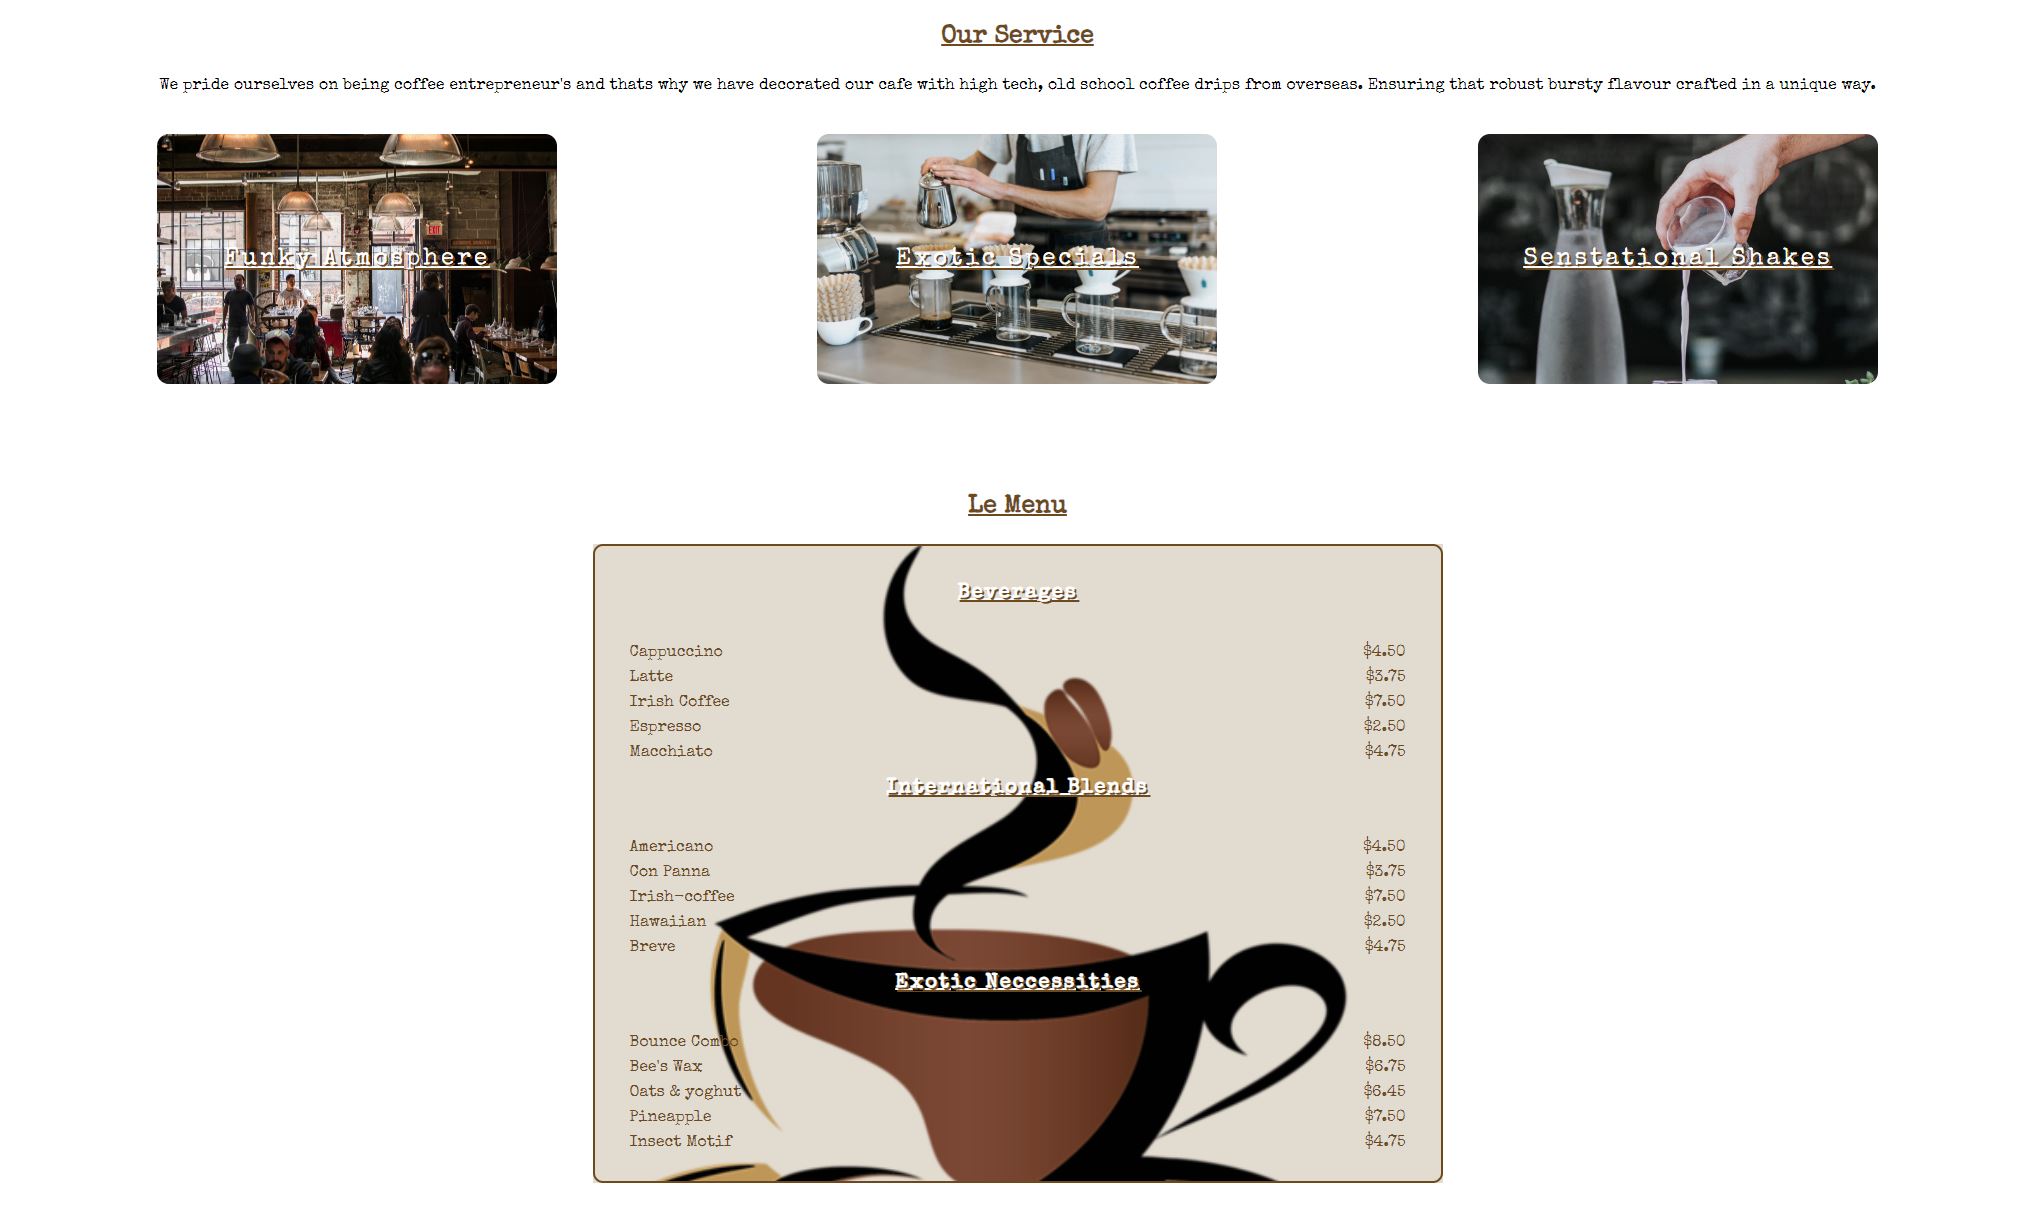 Our Service
We pride ourselves on being coffee entrepreneur's and thats why we have decorated our cafe with high tech, old school coffee drips from overseas. Ensuring that robust bursty flavour crafted in a unique way.
EXIT
Funky Atmosphere
Exotic Specials
Senstational Shakes
Le Menu
Beverages
Cappuccino $4.50
Latte $3.75
Irish Coffee $7.50
Espresso $2.50
Macchiato $4.75
International Blends
Americano $4.50
Con Panna $3.75
Irish-coffee $7.50
Hawaiian $2.50
Breve $4.75
Exotic Neccessities
Bounce Combo $8.50
Bee's Wax $6.75
Oats & yoghut $6.45
Pineapple $7.50
Insect Motif $4.75